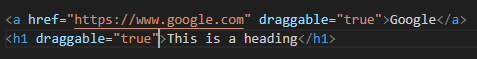 <a href="https://www.google.com" draggable="true">Google</a>
<h1 draggable="true">This is a heading</h1>